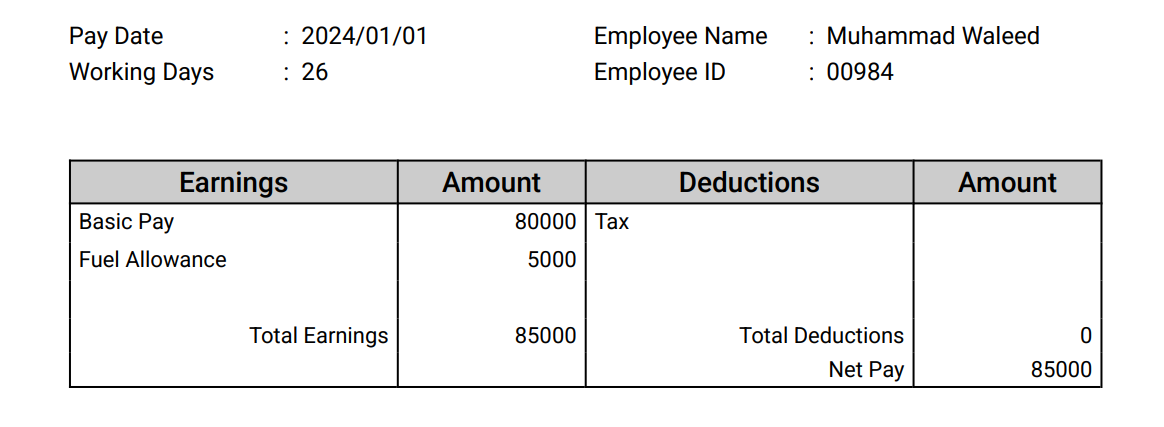 Pay Date : 2024/01/01 Employee Name : Muhammad Waleed
Working Days : 26 Employee ID : 00984
Earnings Amount Deductions Amount
Basic Pay 80000 Tax
Fuel Allowance 5000
Total Earnings 85000 Total Deductions 0
Net Pay 85000